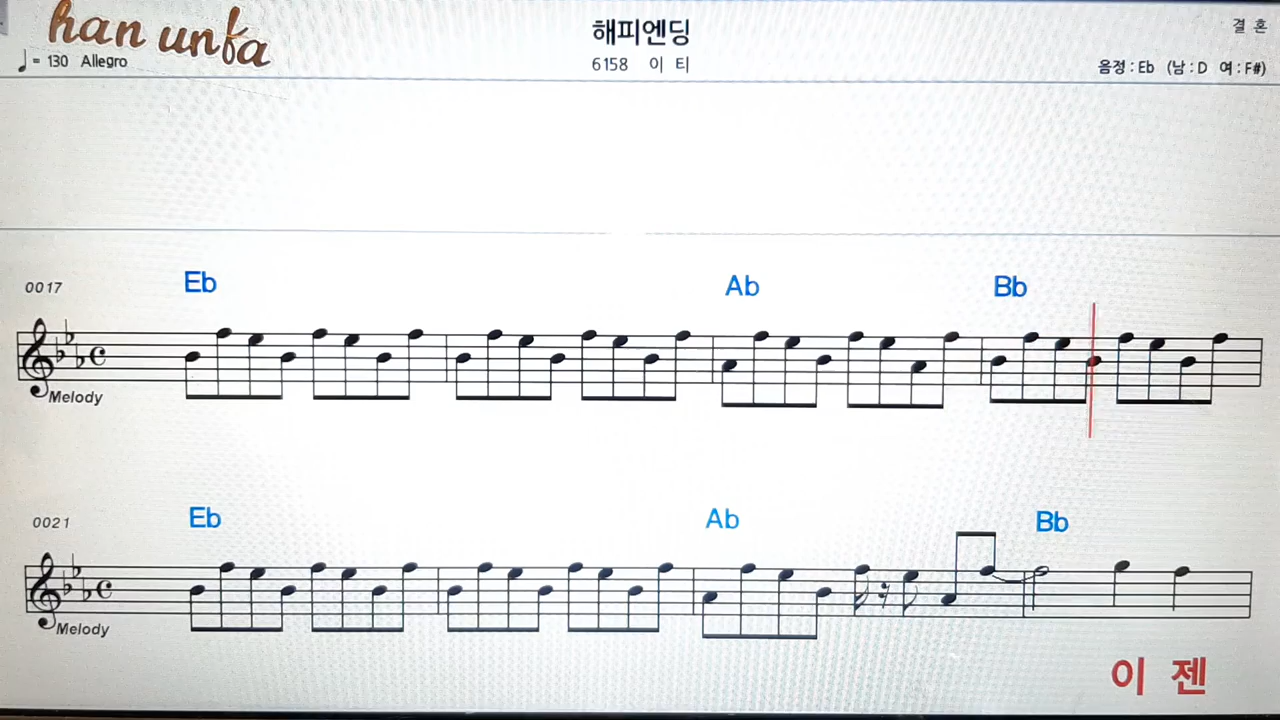 han unfa
해피엔딩
결 혼
♩= 130 Allegro
6158 이 티
음정 : Eb (남 : D 여 : F#)
0017
Eb Ab Bb
Melody
0021
Eb Ab Bb
Melody
이 젠